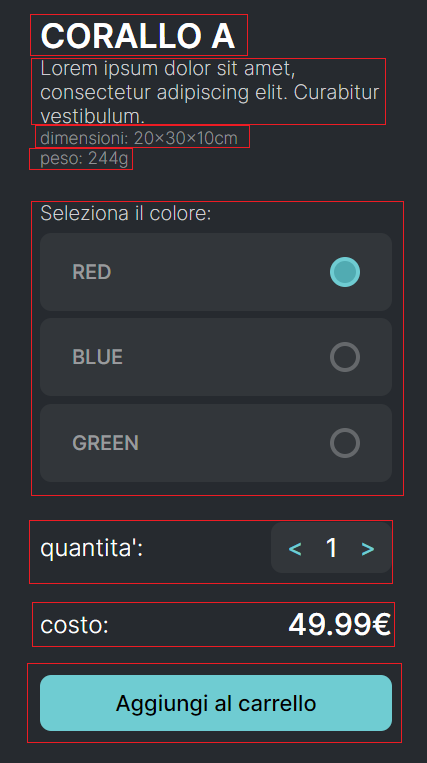 CORALLO A
Lorem ipsum dolor sit amet,
consectetur adipiscing elit. Curabitur
vestibulum.
dimensioni: 20×30×10cm
peso: 244g
Seleziona il colore:
RED
BLUE
GREEN
quantita': < 1 >
costo: 49.99€
Aggiungi al carrello